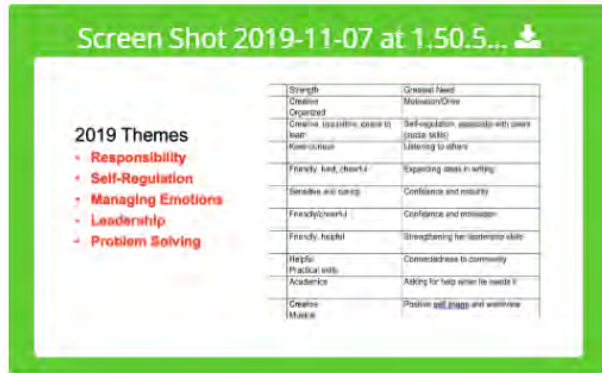 Screen Shot 2019-11-07 at 1.50.5...
2019 Themes
• Responsibility
• Self-Regulation
• Managing Emotions
• Leadership
• Problem Solving
Strength Greatest Need
Creative Motivation/Drive
Organized
Creative, inquisitive, desire to Self-regulation, especially with peers
learn (social skills)
Keen/curious Listening to others
Friendly, kind, cheerful Expanding ideas in writing
Sensitive and caring Confidence and maturity
Friendly/cheerful Confidence and motivation
Friendly, helpful Strengthening her leadership skills
Helpful Connectedness to community
Practical skills
Academics Asking for help when he needs it
Creative Positive self image and worldview
Musical